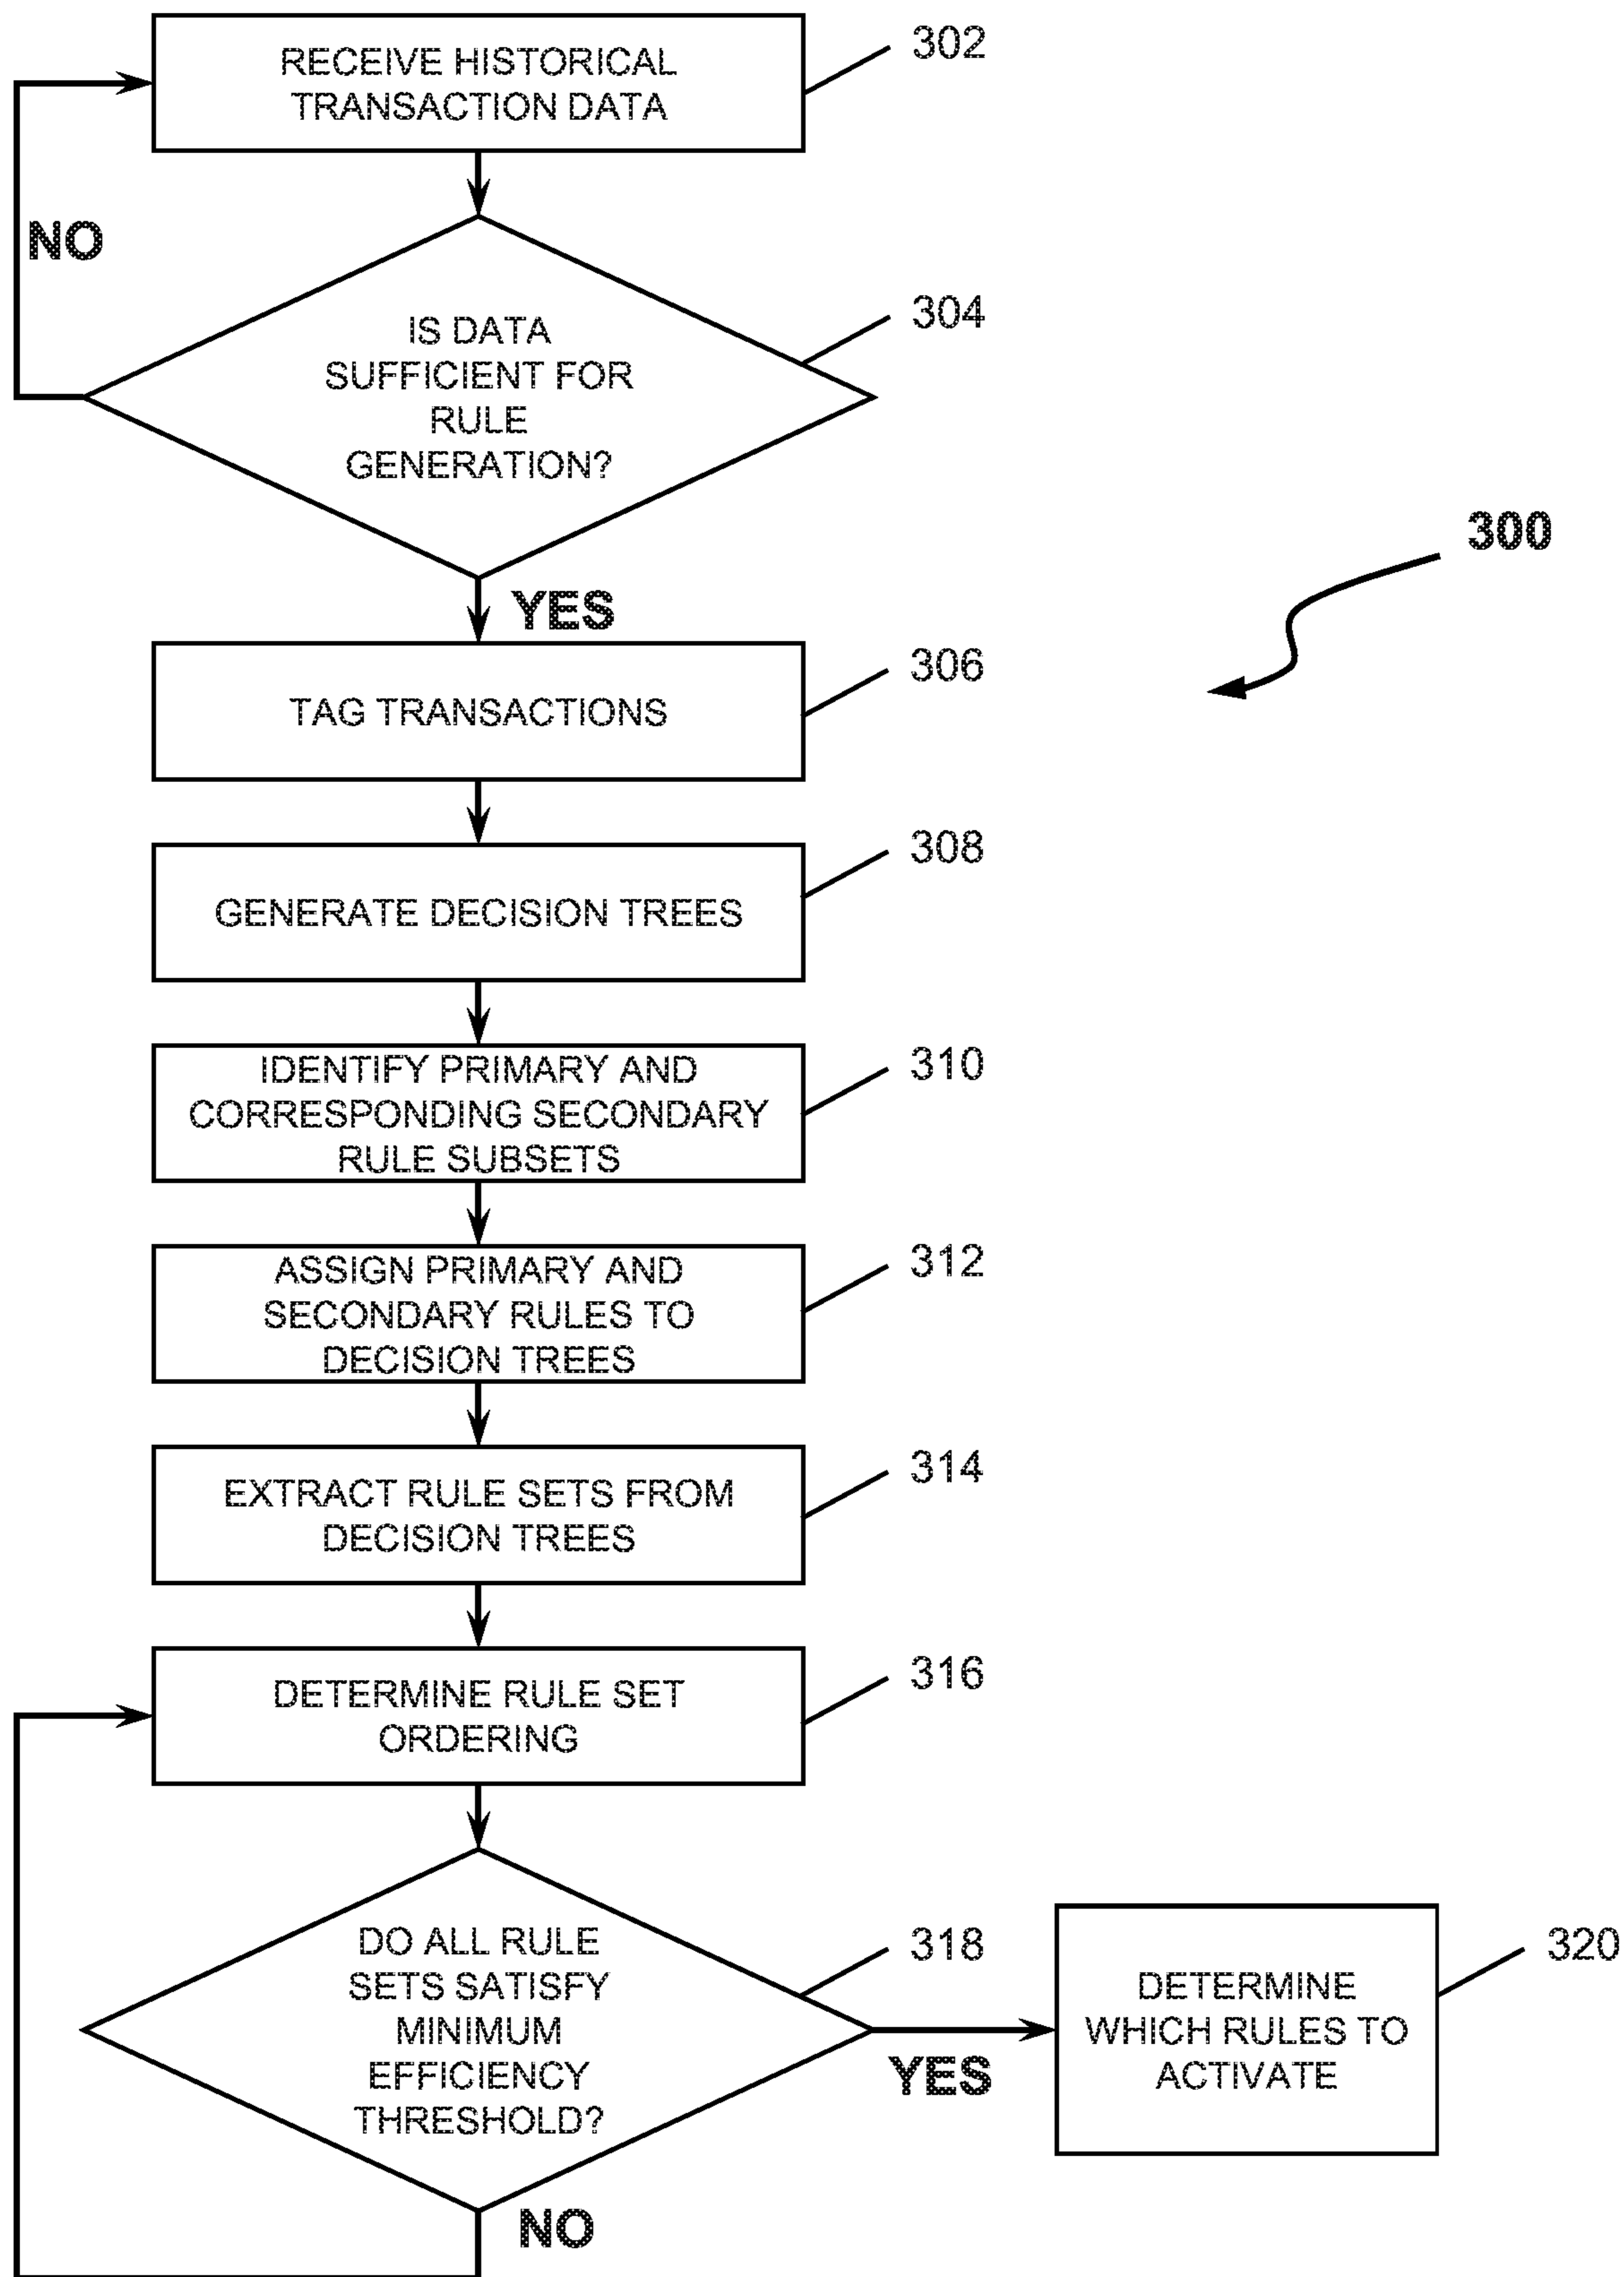 RECEIVE HISTORICAL
TRANSACTION DATA
302
NO
IS DATA
SUFFICIENT FOR
RULE
GENERATION?
304
300
YES
TAG TRANSACTIONS
306
GENERATE DECISION TREES
308
IDENTIFY PRIMARY AND
CORRESPONDING SECONDARY
RULE SUBSETS
310
ASSIGN PRIMARY AND
SECONDARY RULES TO
DECISION TREES
312
EXTRACT RULE SETS FROM
DECISION TREES
314
DETERMINE RULE SET
ORDERING
316
DO ALL RULE
SETS SATISFY
MINIMUM
EFFICIENCY
THRESHOLD?
318
YES
DETERMINE
WHICH RULES TO
ACTIVATE
320
NO